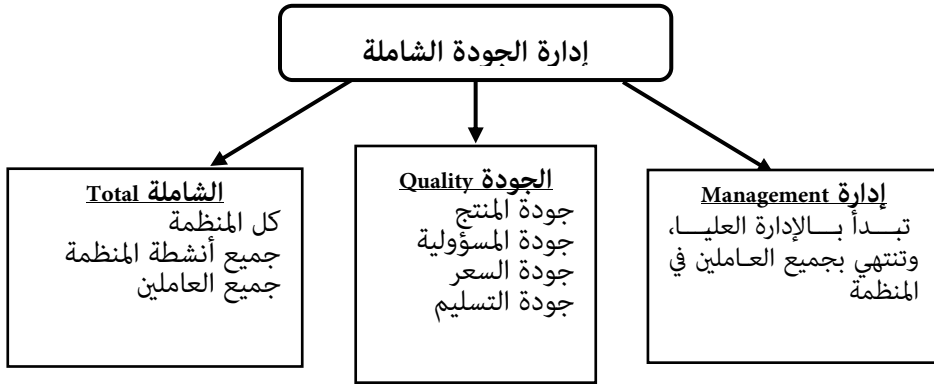 إدارة الجودة الشاملة
إدارة Management
تبدأ بالإدارة العليا،
وتنتهي بجميع العاملين في
المنظمة
الجودة Quality
جودة المنتج
جودة المسؤولية
جودة السعر
جودة التسليم
الشاملة Total
كل المنظمة
جميع أنشطة المنظمة
جميع العاملين